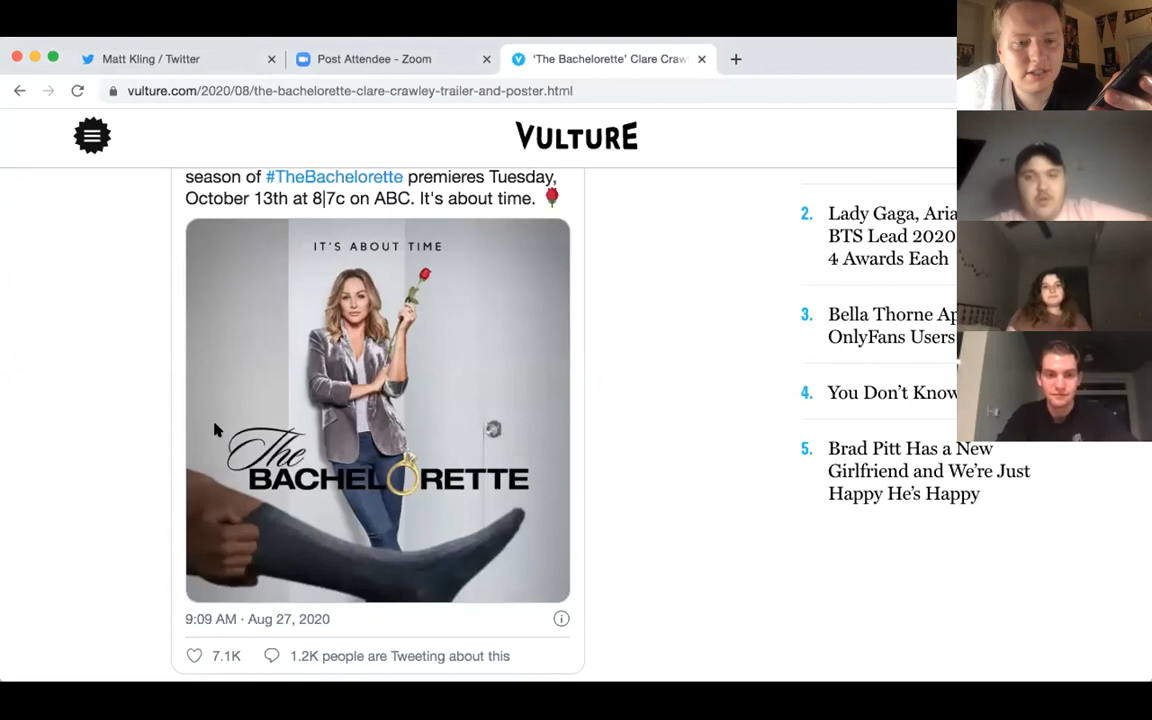 Matt Kling / Twitter
Post Attendee - Zoom
'The Bachelorette' Clare Craw
vulture.com/2020/08/the-bachelorette-clare-crawley-trailer-and-poster.html
VULTURE
season of #TheBachelorette premieres Tuesday,
October 13th at 8|7c on ABC. It's about time.
IT'S ABOUT TIME
The
BACHELORETTE
9:09 AM · Aug 27, 2020
7.1K 1.2K people are Tweeting about this
2. Lady Gaga, Aria
BTS Lead 2020
4 Awards Each
3. Bella Thorne Ap
OnlyFans Users
4. You Don't Know
5. Brad Pitt Has a New
Girlfriend and We're Just
Happy He's Happy